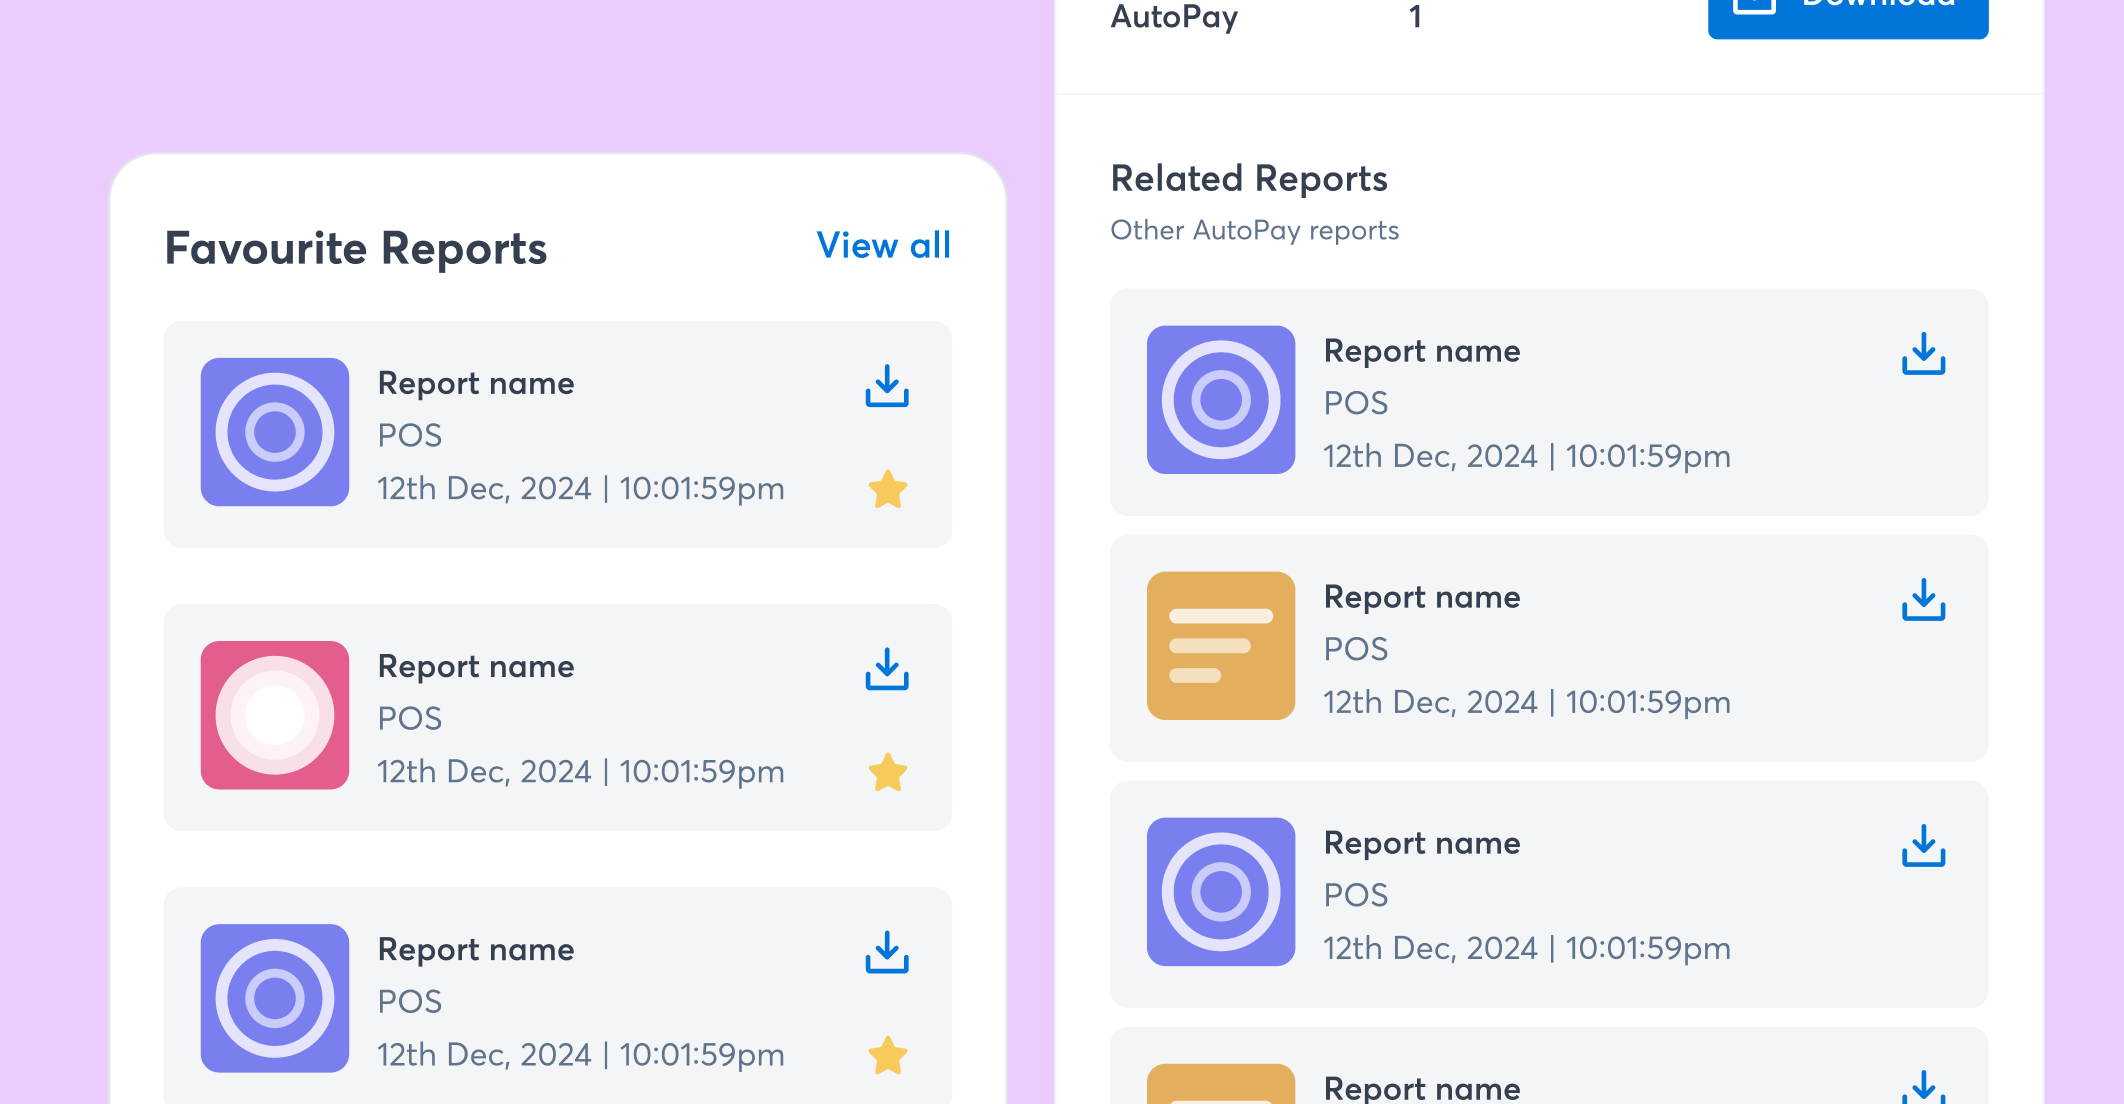 AutoPay 1
Download
Favourite Reports
View all
Report name
POS
12th Dec, 2024 | 10:01:59pm
Report name
POS
12th Dec, 2024 | 10:01:59pm
Report name
POS
12th Dec, 2024 | 10:01:59pm
Related Reports
Other AutoPay reports
Report name
POS
12th Dec, 2024 | 10:01:59pm
Report name
POS
12th Dec, 2024 | 10:01:59pm
Report name
POS
12th Dec, 2024 | 10:01:59pm
Report name